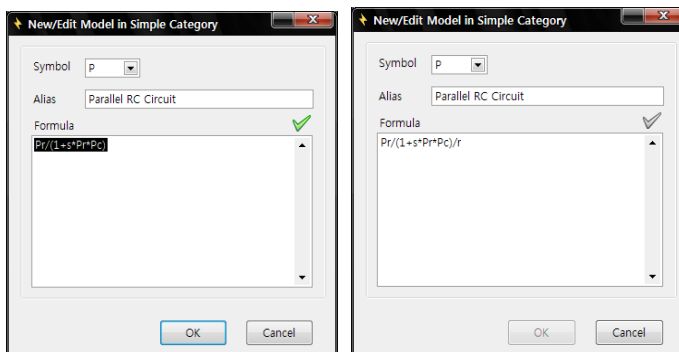 New/Edit Model in Simple Category
Symbol P
Alias Parallel RC Circuit
Formula
Pr/(1+s*Pr*Pc)
OK Cancel
New/Edit Model in Simple Category
Symbol P
Alias Parallel RC Circuit
Formula
Pr/(1+s*Pr*Pc)/r
OK Cancel